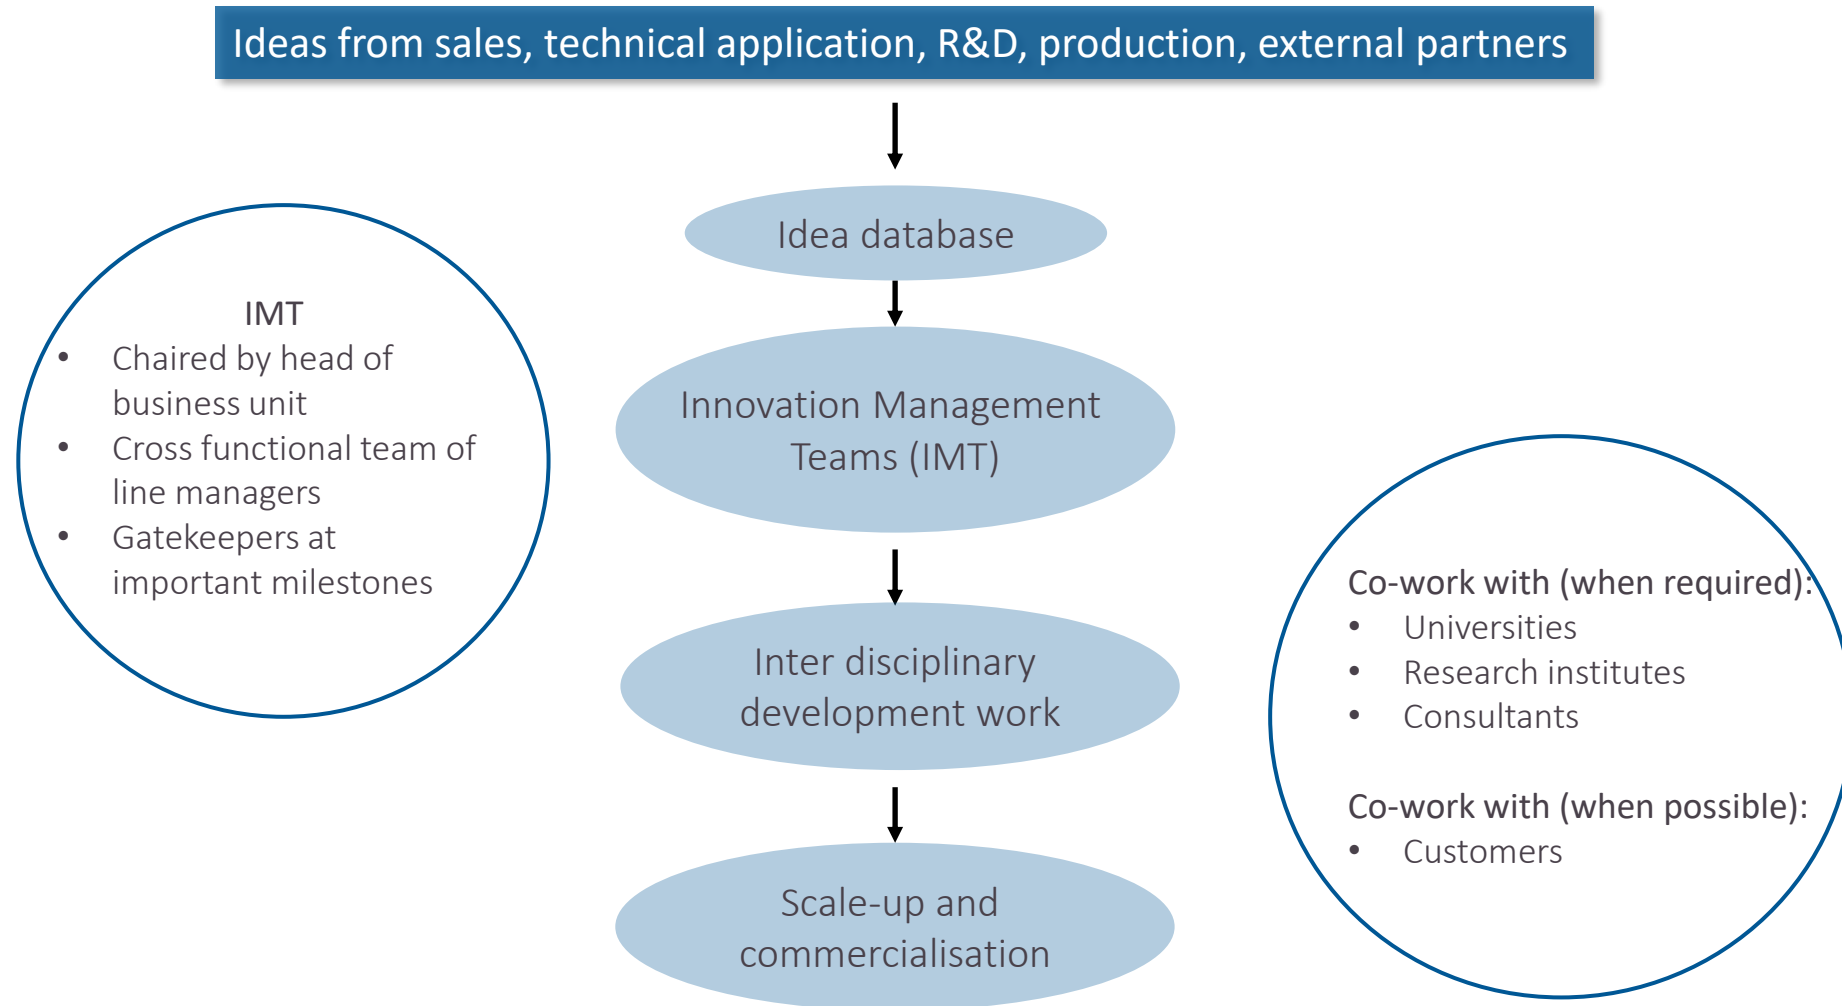 Ideas from sales, technical application, R&D, production, external partners
Idea database
IMT
• Chaired by head of
business unit
• Cross functional team of
line managers
• Gatekeepers at
important milestones
Innovation Management
Teams (IMT)
Inter disciplinary
development work
Co-work with (when required):
• Universities
• Research institutes
• Consultants
Co-work with (when possible):
• Customers
Scale-up and
commercialisation